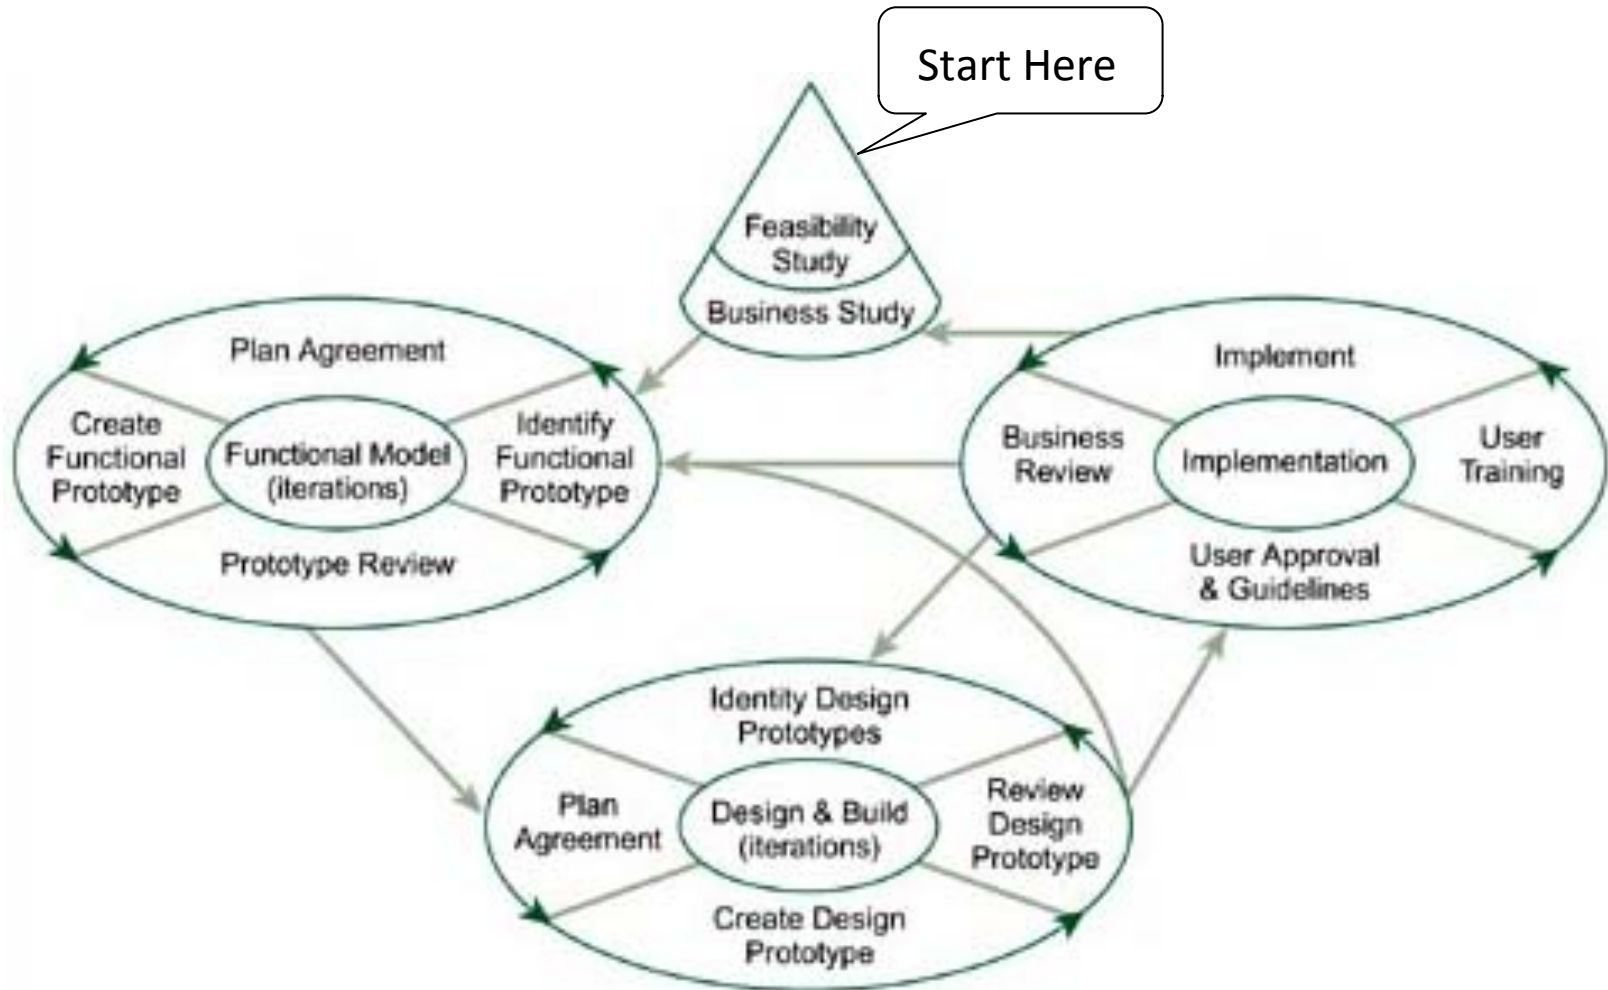 Start Here
Feasibility
Study
Business Study
Plan Agreement
Create
Functional
Prototype
Functional Model
(iterations)
Identify
Functional
Prototype
Prototype Review
Implement
Business
Review
Implementation
User
Training
User Approval
& Guidelines
Identity Design
Prototypes
Plan
Agreement
Design & Build
(iterations)
Review
Design
Prototype
Create Design
Prototype